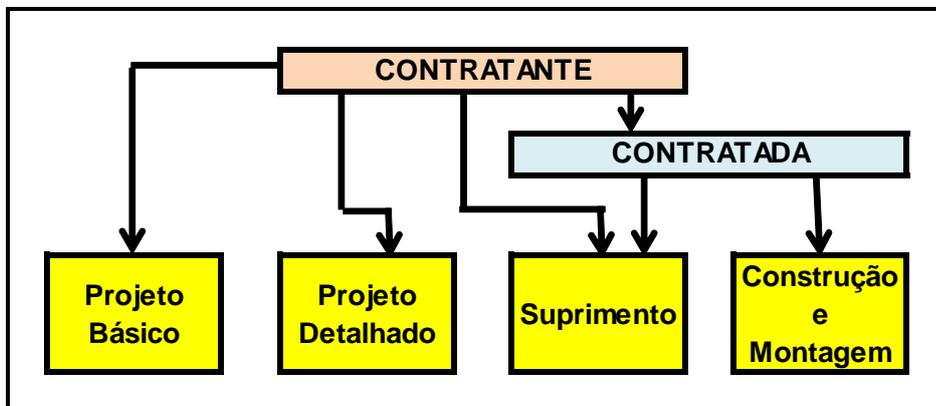 CONTRATANTE
CONTRATADA
Projeto
Básico
Projeto
Detalhado
Suprimento
Construção
e
Montagem